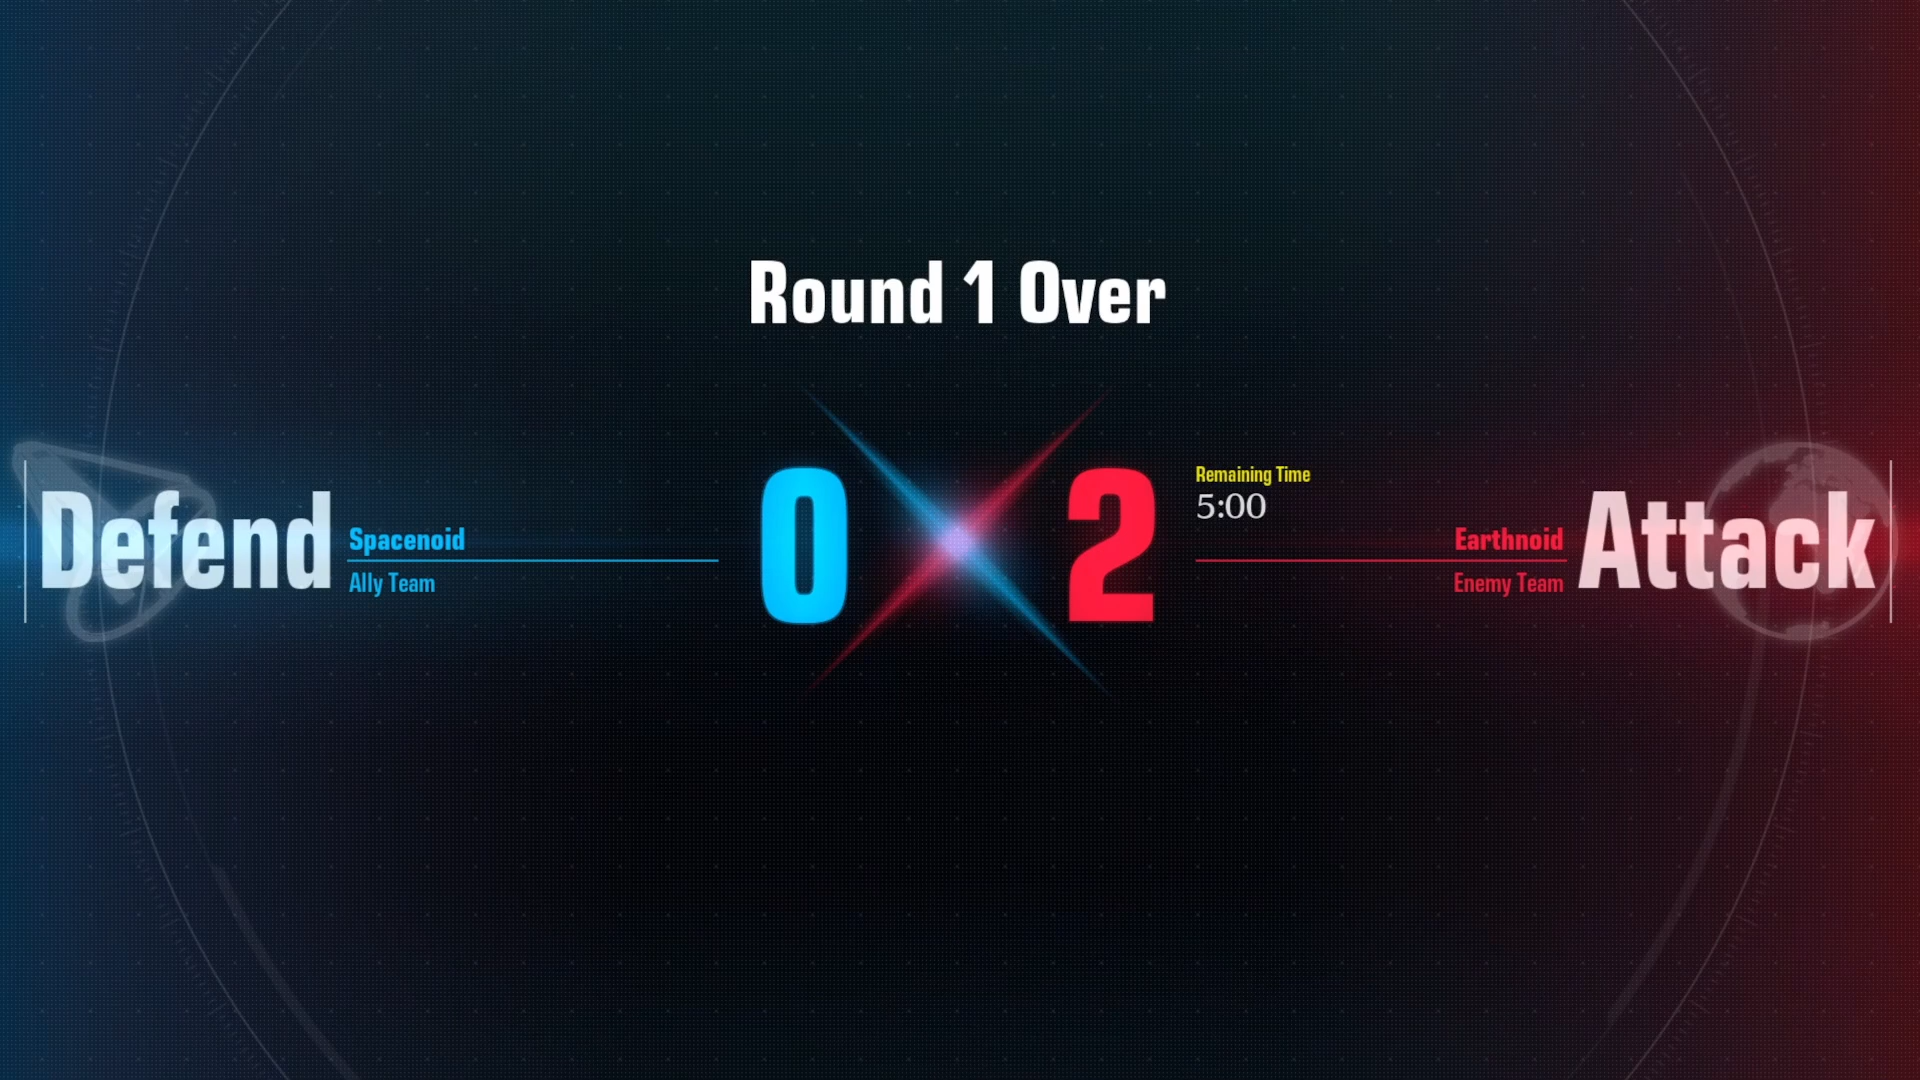 Round 1 Over
Defend
Spacenoid
Ally Team
0
2
Remaining Time
5:00
Earthnoid
Enemy Team
Attack